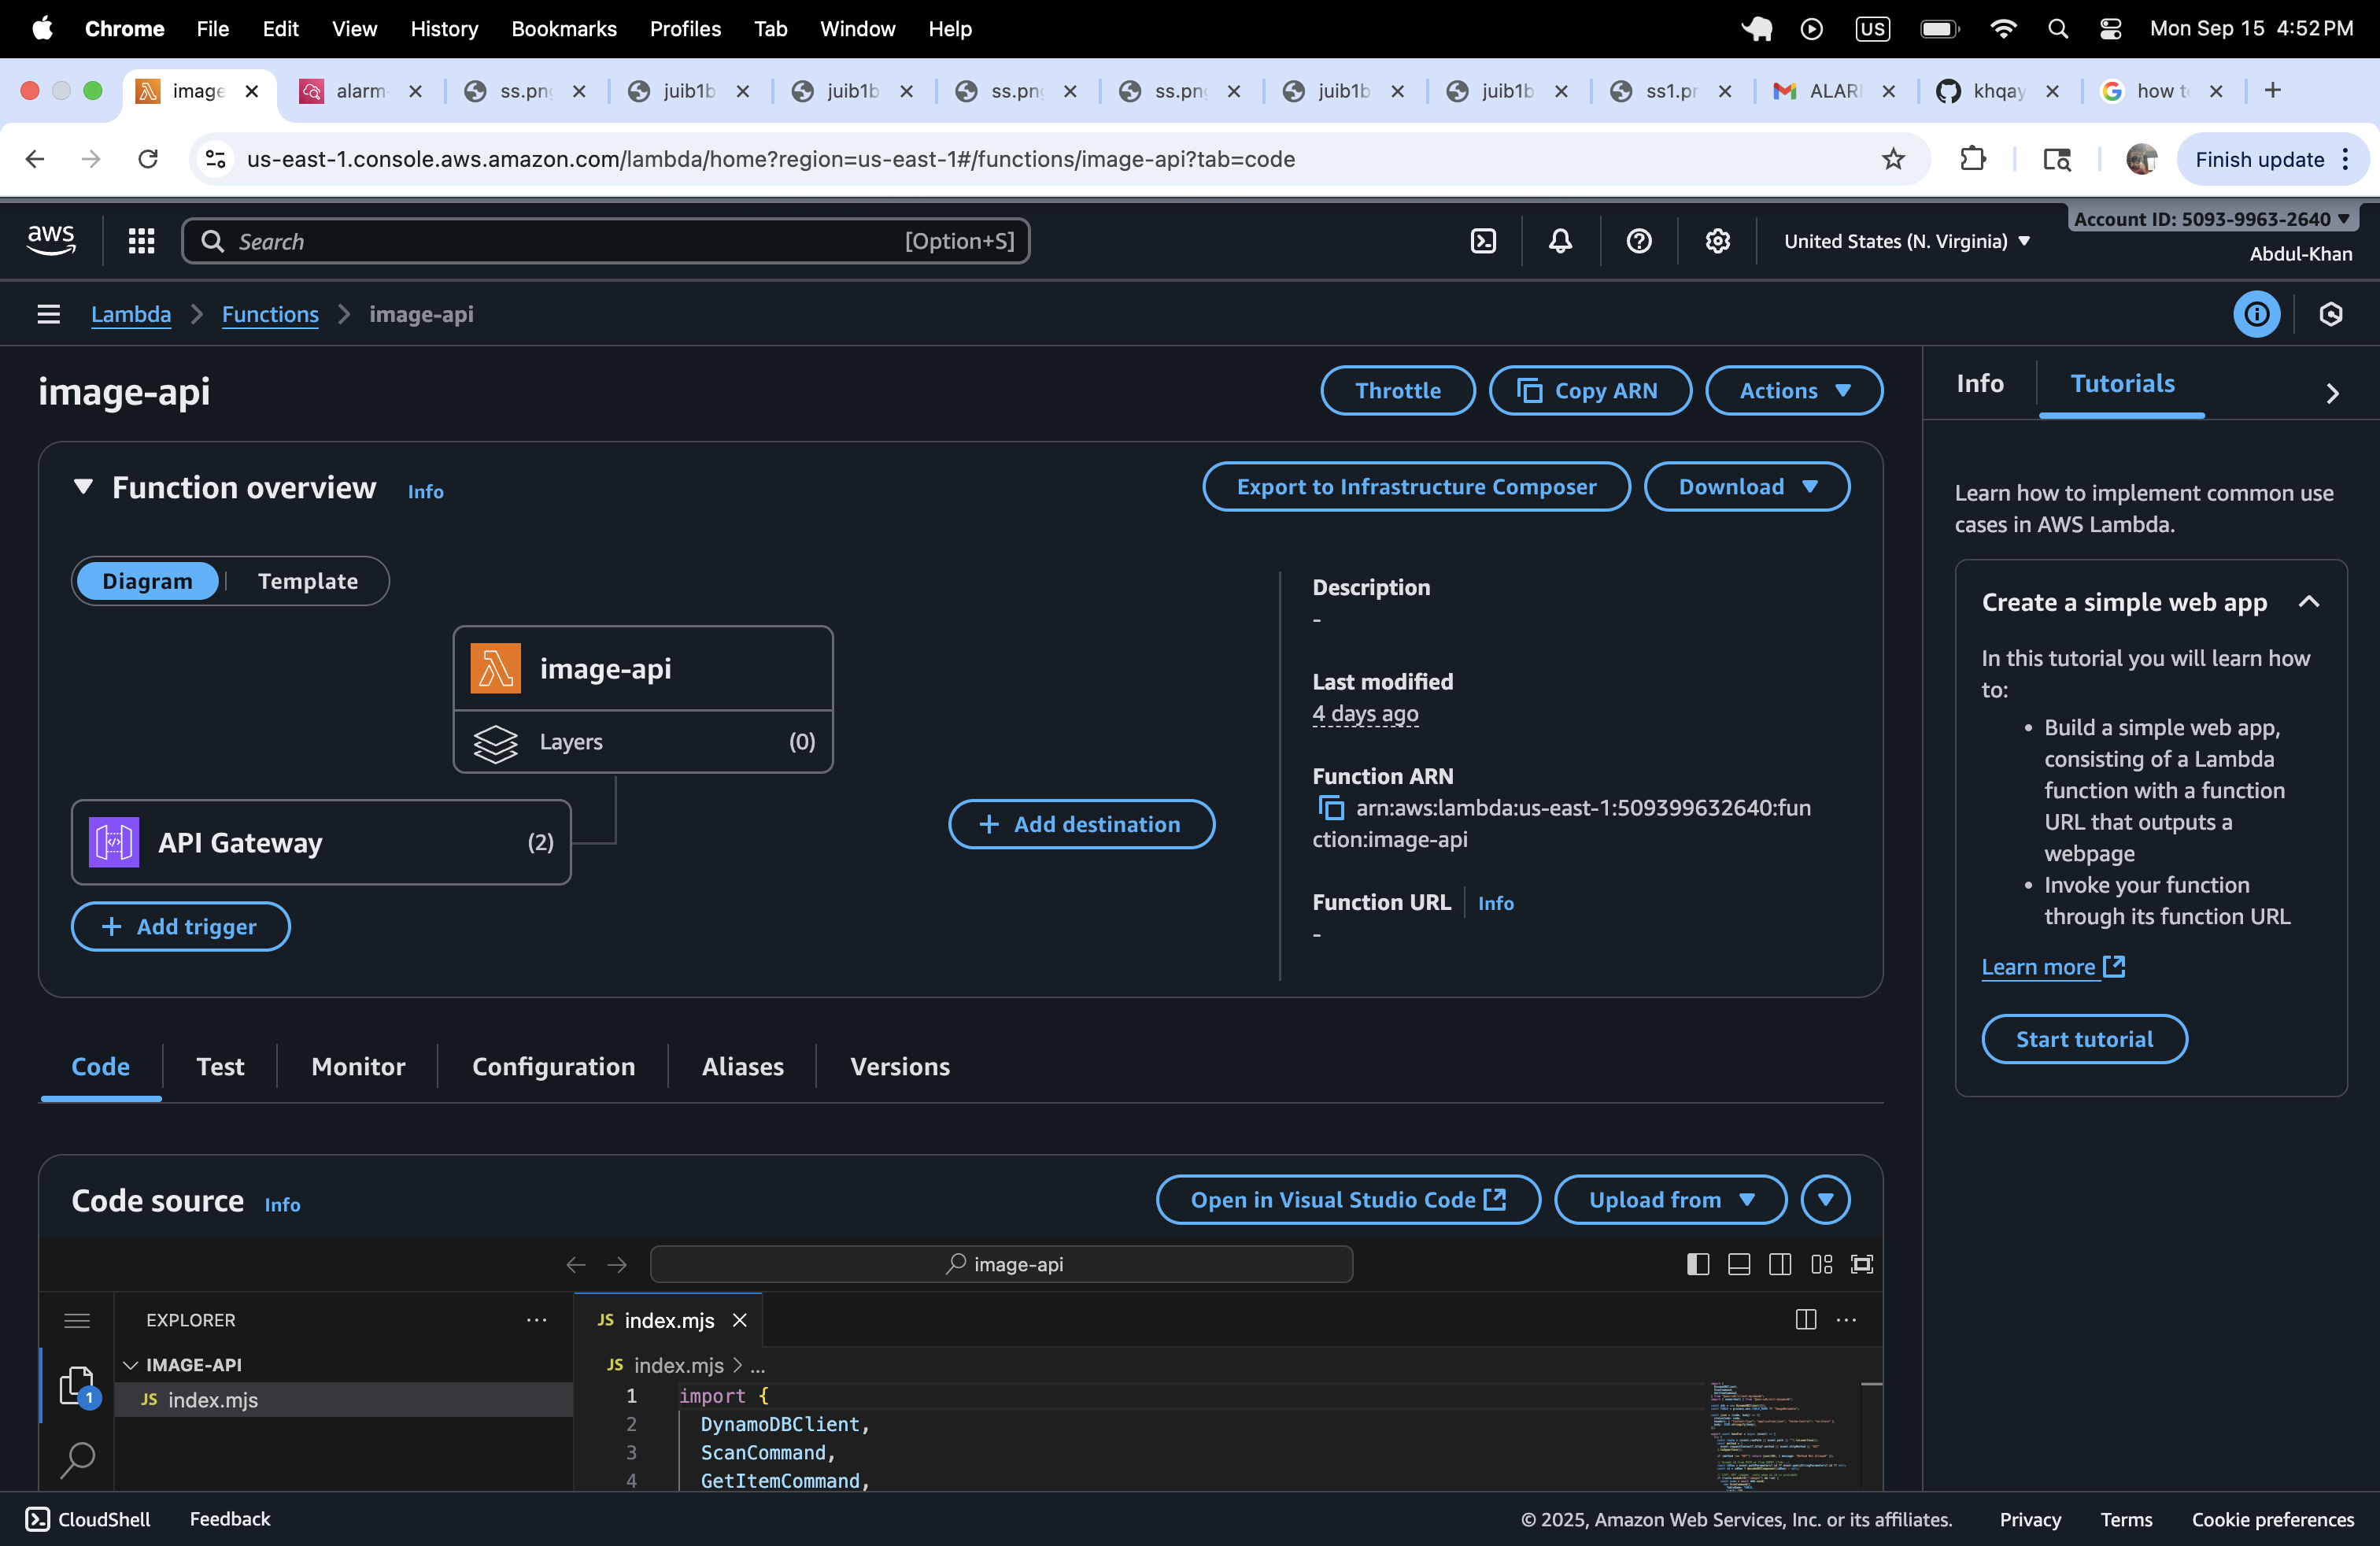 Chrome File Edit View History Bookmarks Profiles Tab Window Help US Mon Sep 15 4:52 PM
image alarm ss.png juib1b juib1b ss.png ss.png juib1b juib1b ss1.pr ALAR khqay how to
us-east-1.console.aws.amazon.com/lambda/home?region=us-east-1#/functions/image-api?tab=code Finish update
aws Search [Option+S] United States (N. Virginia) Account ID: 5093-9963-2640
Abdul-Khan
Lambda Functions image-api
image-api Throttle Copy ARN Actions Info Tutorials
Function overview Info Export to Infrastructure Composer Download
Learn how to implement common use
cases in AWS Lambda.
Diagram Template
Description
-
image-api
Layers (0)
API Gateway (2)
Add trigger
Add destination
Last modified
4 days ago
Function ARN
arn:aws:lambda:us-east-1:509399632640:fun
ction:image-api
Function URL Info
-
Create a simple web app
In this tutorial you will learn how
to:
• Build a simple web app,
consisting of a Lambda
function with a function
URL that outputs a
webpage
• Invoke your function
through its function URL
Learn more
Start tutorial
Code Test Monitor Configuration Aliases Versions
Code source Info Open in Visual Studio Code Upload from
image-api
EXPLORER ... JS index.mjs ...
IMAGE-API
JS index.mjs
1
JS index.mjs > ...
1 import {
2 DynamoDBClient,
3 ScanCommand,
4 GetItemCommand,
CloudShell Feedback © 2025, Amazon Web Services, Inc. or its affiliates. Privacy Terms Cookie preferences